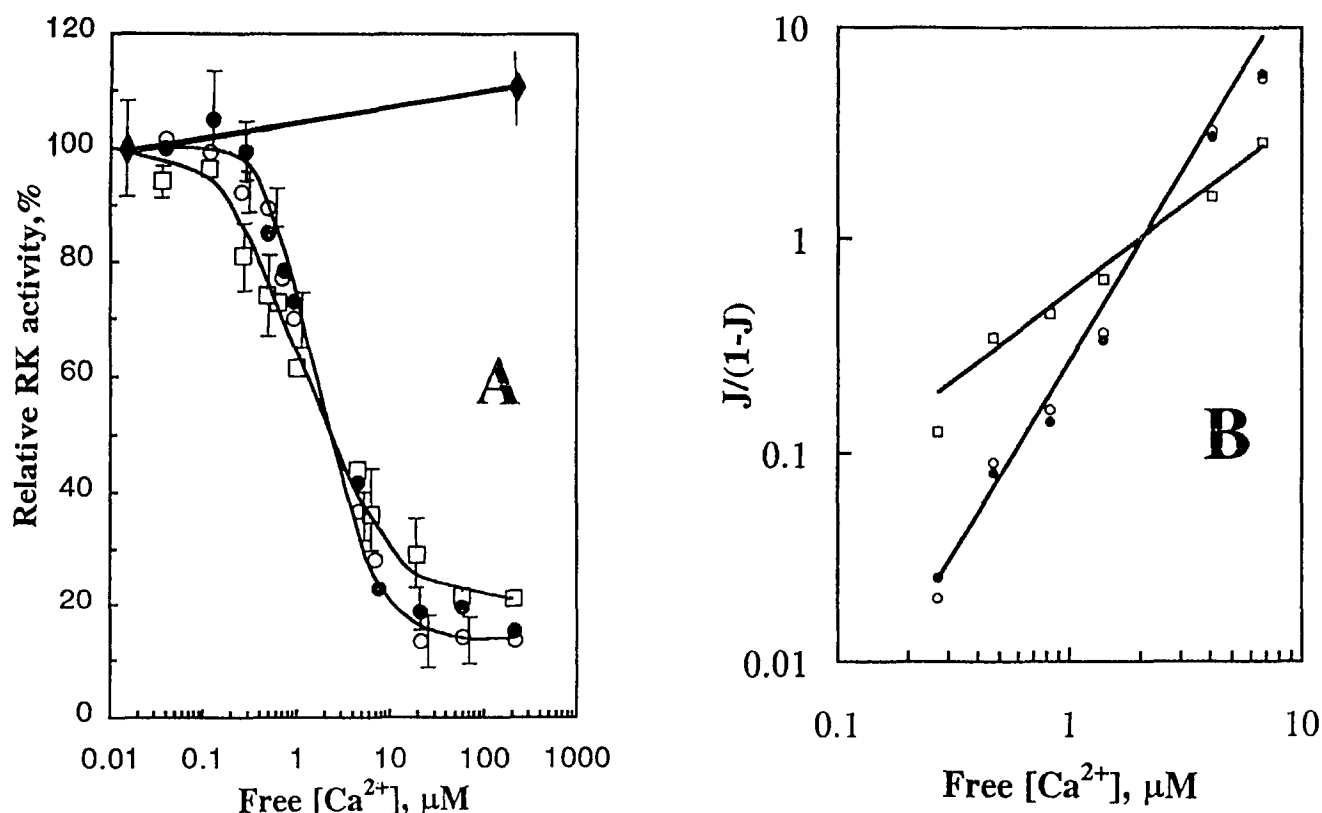 120
100
80
60
40
20
0
Relative RK activity,%
A
0.01 0.1 1 10 100 1000
Free [Ca²⁺], μM
10
1
0.1
0.01
J/(1-J)
B
0.1 1 10
Free [Ca²⁺], μM